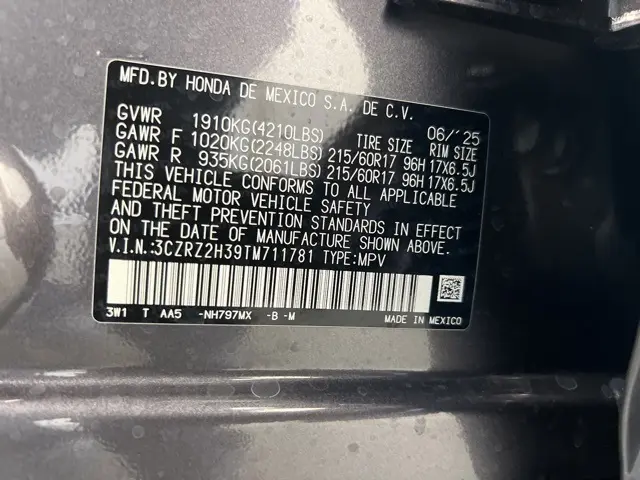 MFD.BY HONDA DE MEXICO S.A. DE C.V.
06/'25
GVWR 1910KG(4210LBS) TIRE SIZE RIM SIZE
GAWR F 1020KG(2248LBS) 215/60R17 96H 17X6.5J
GAWR R 935KG(2061LBS) 215/60R17 96H 17X6.5J
THIS VEHICLE CONFORMS TO ALL APPLICABLE
FEDERAL MOTOR VEHICLE SAFETY
AND THEFT PREVENTION STANDARDS IN EFFECT
ON THE DATE OF MANUFACTURE SHOWN ABOVE.
V.I.N.:3CZRZ2H39TM711781 TYPE:MPV
3W1 T AA5 -NH797MX -B -M MADE IN MEXICO